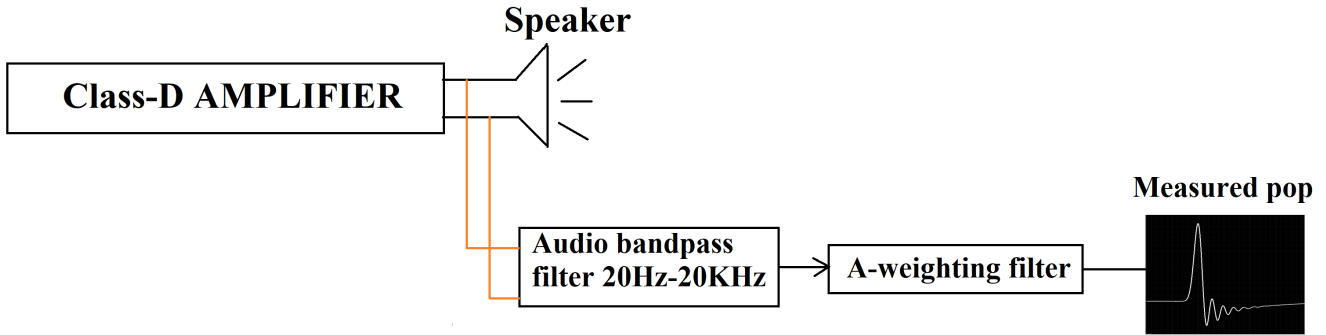 Speaker
Class-D AMPLIFIER
Measured pop
Audio bandpass
filter 20Hz-20KHz
A-weighting filter